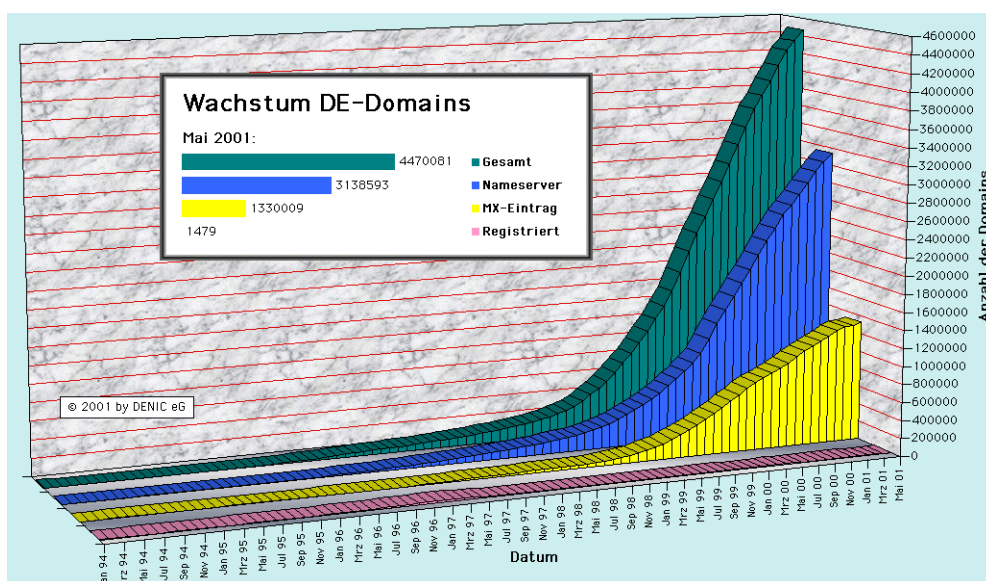 Wachstum DE-Domains
Mai 2001:
4470081
Gesamt
3138593
Nameserver
1330009
MX-Eintrag
1479
Registriert
© 2001 by DENIC eG
4600000
4400000
4200000
4000000
3800000
3600000
3400000
3200000
3000000
2800000
2600000
2400000
2200000
2000000
1800000
1600000
1400000
1200000
1000000
800000
600000
400000
200000
0
Anzahl der Domains
Jan 94
Mrz 94
Mai 94
Jul 94
Sep 94
Nov 94
Jan 95
Mrz 95
Mai 95
Jul 95
Sep 95
Nov 95
Jan 96
Mrz 96
Mai 96
Jul 96
Sep 96
Nov 96
Jan 97
Mrz 97
Mai 97
Jul 97
Sep 97
Nov 97
Jan 98
Mrz 98
Mai 98
Jul 98
Sep 98
Nov 98
Jan 99
Mrz 99
Mai 99
Jul 99
Sep 99
Nov 99
Jan 00
Mrz 00
Mai 00
Jul 00
Sep 00
Nov 00
Jan 01
Mrz 01
Mai 01
Datum